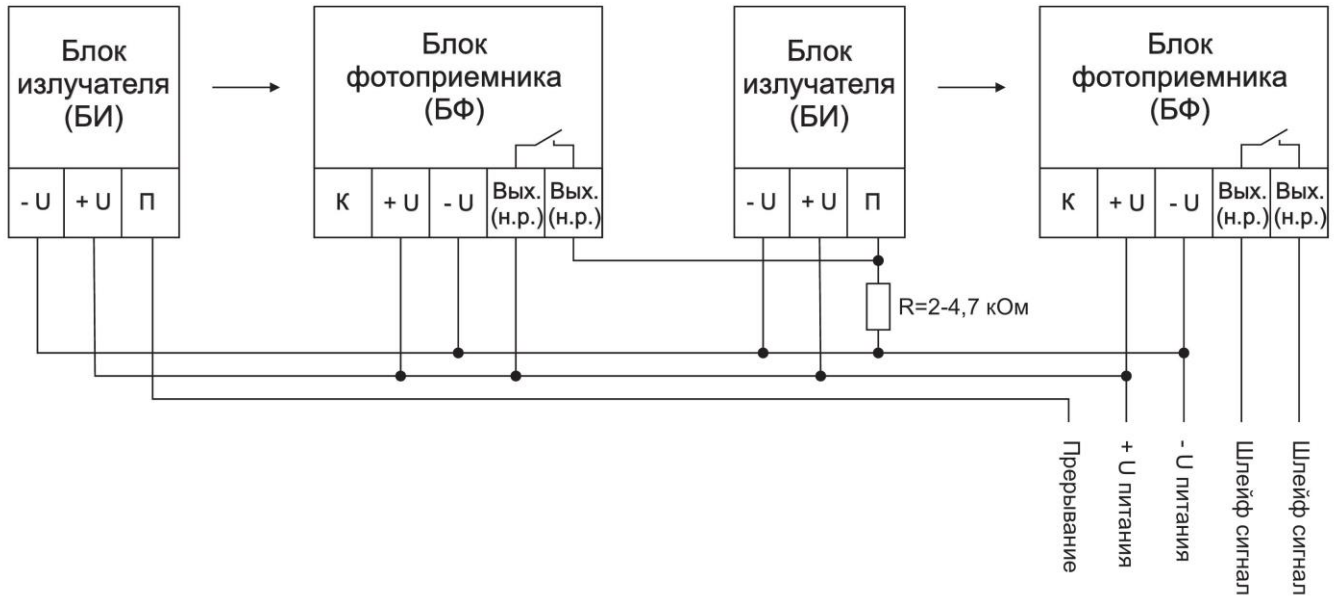 Блок
излучателя
(БИ)
Блок
фотоприемника
(БФ)
Блок
излучателя
(БИ)
Блок
фотоприемника
(БФ)
- U
+ U
П
К
+ U
- U
Вых.
(н.р.)
Вых.
(н.р.)
- U
+ U
П
К
+ U
- U
Вых.
(н.р.)
Вых.
(н.р.)
R=2-4,7 кОм
Прерывание
+ U питания
- U питания
Шлейф сигнал
Шлейф сигнал